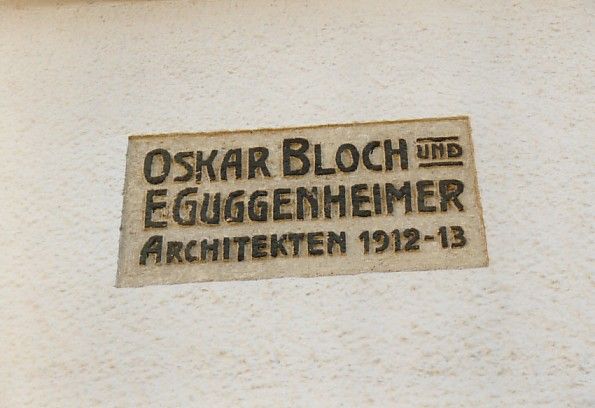 OSKAR BLOCH UND
E.GUGGENHEIMER
ARCHITEKTEN 1912-13